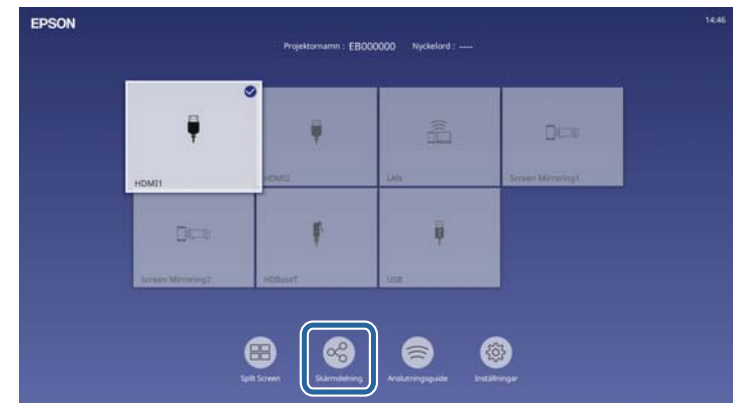 EPSON
14:46
Projektornamn : EB000000 Nyckelord : ----
HDMI1
HDMI2
LAN
Screen Mirroring1
Screen Mirroring2
HDBaseT
USB
Split Screen
Skärmdelning
Anslutningsguide
Inställningar